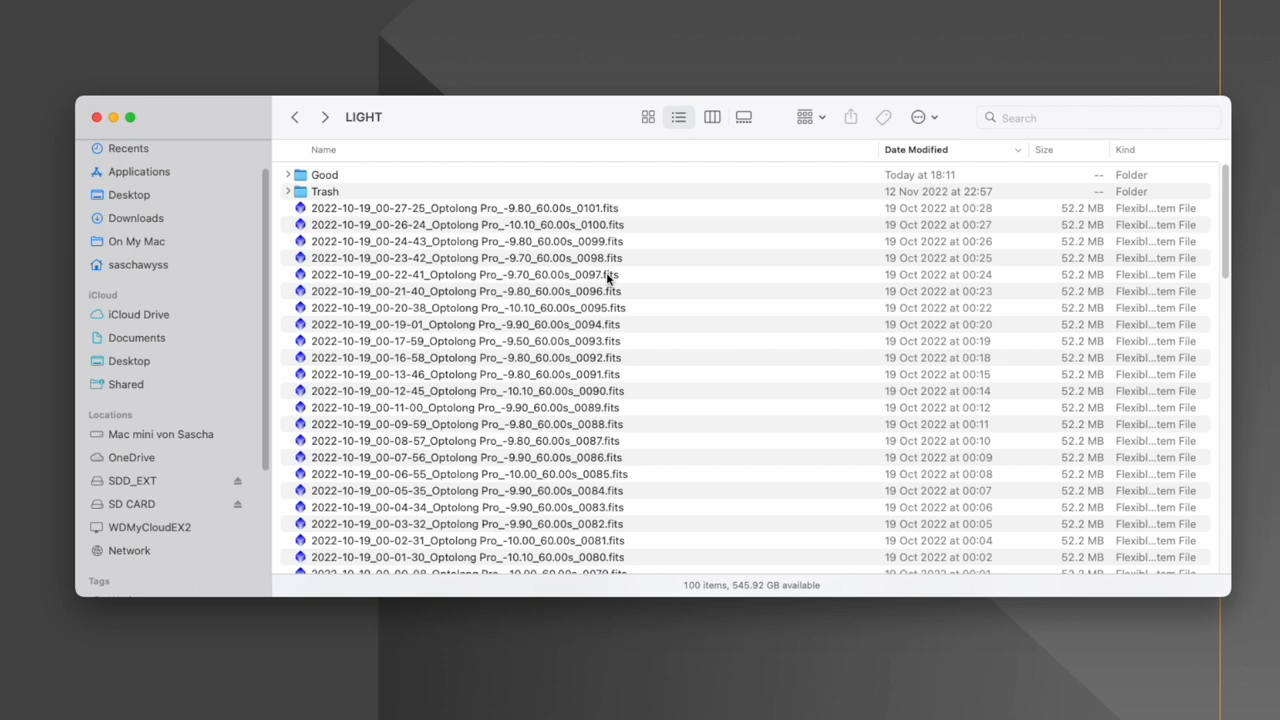 LIGHT
Search
Recents
Applications
Desktop
Downloads
On My Mac
saschawyss
iCloud
iCloud Drive
Documents
Desktop
Shared
Locations
Mac mini von Sascha
OneDrive
SDD_EXT
SD CARD
WDMyCloudEX2
Network
Tags
Name Date Modified Size Kind
Good Today at 18:11 -- Folder
Trash 12 Nov 2022 at 22:57 -- Folder
2022-10-19_00-27-25_Optolong Pro_-9.80_60.00s_0101.fits 19 Oct 2022 at 00:28 52.2 MB Flexibl...tem File
2022-10-19_00-26-24_Optolong Pro_-10.10_60.00s_0100.fits 19 Oct 2022 at 00:27 52.2 MB Flexibl...tem File
2022-10-19_00-24-43_Optolong Pro_-9.80_60.00s_0099.fits 19 Oct 2022 at 00:26 52.2 MB Flexibl...tem File
2022-10-19_00-23-42_Optolong Pro_-9.70_60.00s_0098.fits 19 Oct 2022 at 00:25 52.2 MB Flexibl...tem File
2022-10-19_00-22-41_Optolong Pro_-9.70_60.00s_0097.fits 19 Oct 2022 at 00:24 52.2 MB Flexibl...tem File
2022-10-19_00-21-40_Optolong Pro_-9.80_60.00s_0096.fits 19 Oct 2022 at 00:23 52.2 MB Flexibl...tem File
2022-10-19_00-20-38_Optolong Pro_-10.10_60.00s_0095.fits 19 Oct 2022 at 00:22 52.2 MB Flexibl...tem File
2022-10-19_00-19-01_Optolong Pro_-9.90_60.00s_0094.fits 19 Oct 2022 at 00:20 52.2 MB Flexibl...tem File
2022-10-19_00-17-59_Optolong Pro_-9.50_60.00s_0093.fits 19 Oct 2022 at 00:19 52.2 MB Flexibl...tem File
2022-10-19_00-16-58_Optolong Pro_-9.80_60.00s_0092.fits 19 Oct 2022 at 00:18 52.2 MB Flexibl...tem File
2022-10-19_00-13-46_Optolong Pro_-9.80_60.00s_0091.fits 19 Oct 2022 at 00:15 52.2 MB Flexibl...tem File
2022-10-19_00-12-45_Optolong Pro_-10.10_60.00s_0090.fits 19 Oct 2022 at 00:14 52.2 MB Flexibl...tem File
2022-10-19_00-11-00_Optolong Pro_-9.90_60.00s_0089.fits 19 Oct 2022 at 00:12 52.2 MB Flexibl...tem File
2022-10-19_00-09-59_Optolong Pro_-9.80_60.00s_0088.fits 19 Oct 2022 at 00:11 52.2 MB Flexibl...tem File
2022-10-19_00-08-57_Optolong Pro_-9.80_60.00s_0087.fits 19 Oct 2022 at 00:10 52.2 MB Flexibl...tem File
2022-10-19_00-07-56_Optolong Pro_-9.90_60.00s_0086.fits 19 Oct 2022 at 00:09 52.2 MB Flexibl...tem File
2022-10-19_00-06-55_Optolong Pro_-10.00_60.00s_0085.fits 19 Oct 2022 at 00:08 52.2 MB Flexibl...tem File
2022-10-19_00-05-35_Optolong Pro_-9.90_60.00s_0084.fits 19 Oct 2022 at 00:07 52.2 MB Flexibl...tem File
2022-10-19_00-04-34_Optolong Pro_-9.90_60.00s_0083.fits 19 Oct 2022 at 00:06 52.2 MB Flexibl...tem File
2022-10-19_00-03-32_Optolong Pro_-9.90_60.00s_0082.fits 19 Oct 2022 at 00:05 52.2 MB Flexibl...tem File
2022-10-19_00-02-31_Optolong Pro_-10.00_60.00s_0081.fits 19 Oct 2022 at 00:04 52.2 MB Flexibl...tem File
2022-10-19_00-01-30_Optolong Pro_-10.10_60.00s_0080.fits 19 Oct 2022 at 00:02 52.2 MB Flexibl...tem File
100 items, 545.92 GB available